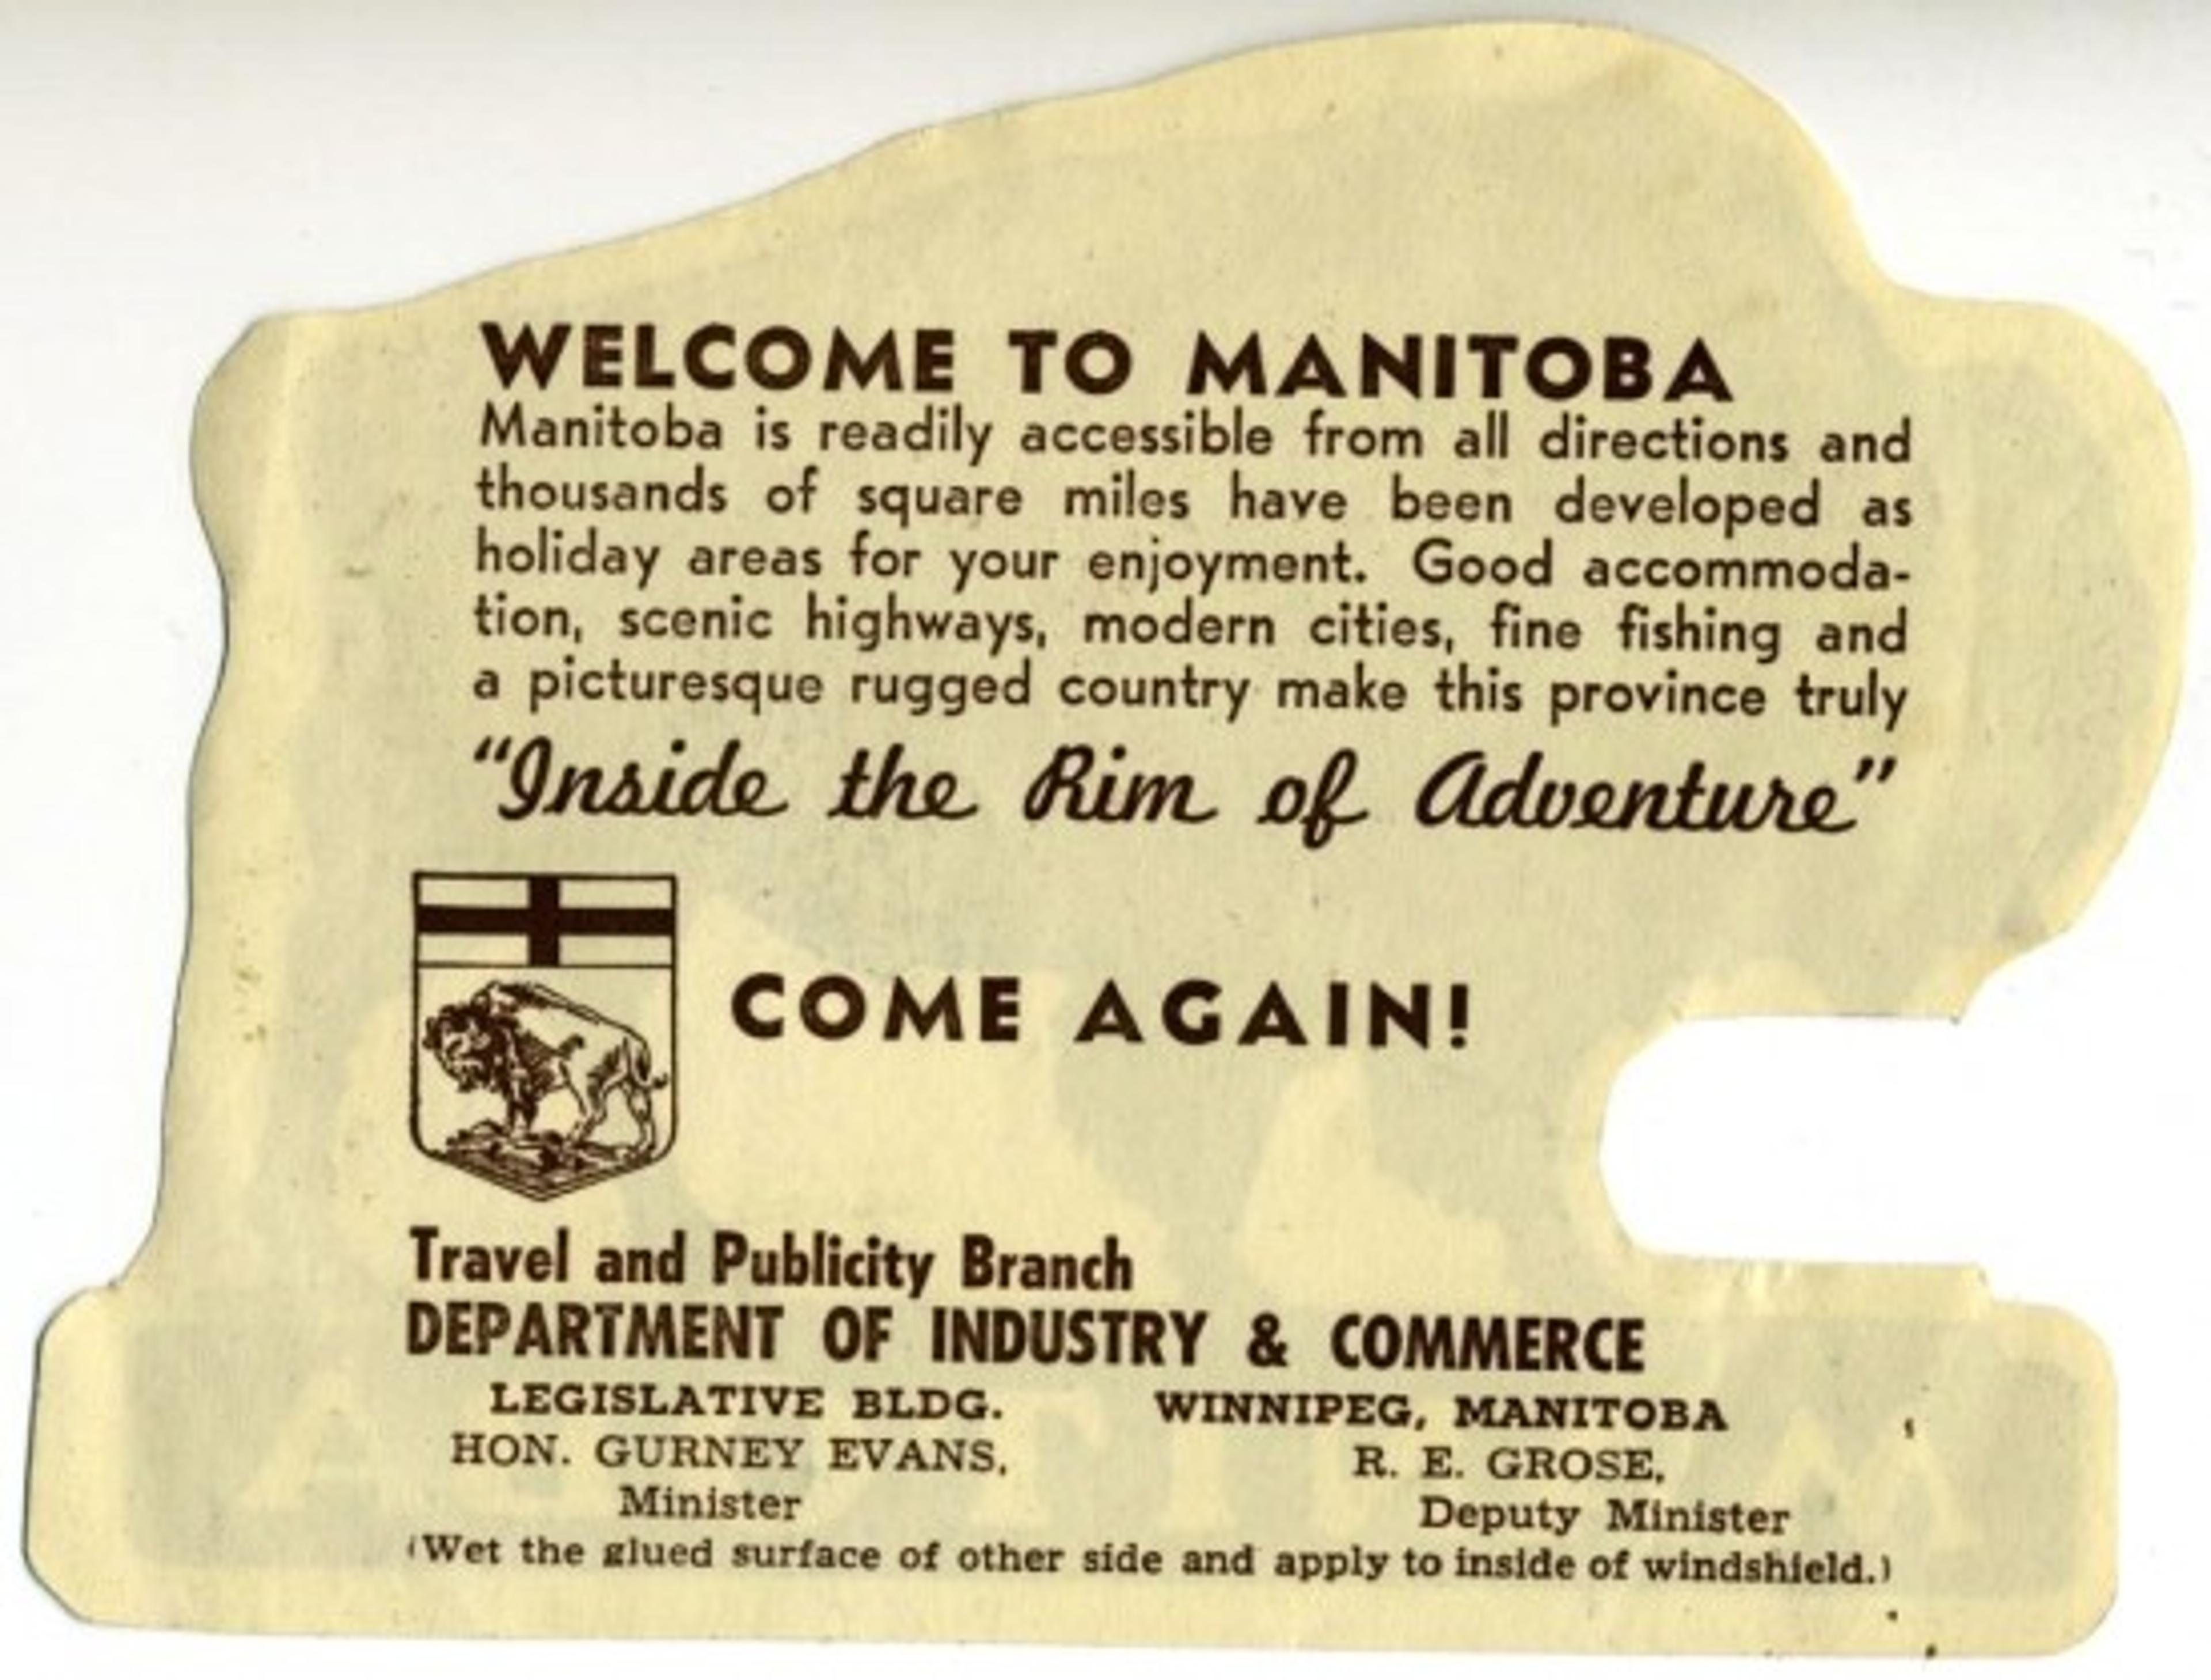 WELCOME TO MANITOBA
Manitoba is readily accessible from all directions and
thousands of square miles have been developed as
holiday areas for your enjoyment. Good accommoda-
tion, scenic highways, modern cities, fine fishing and
a picturesque rugged country make this province truly
“Inside the Rim of Adventure”
COME AGAIN!
Travel and Publicity Branch
DEPARTMENT OF INDUSTRY & COMMERCE
LEGISLATIVE BLDG. WINNIPEG, MANITOBA
HON. GURNEY EVANS, R. E. GROSE,
Minister Deputy Minister
(Wet the glued surface of other side and apply to inside of windshield.)